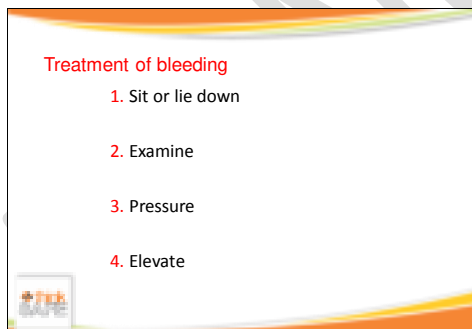 Treatment of bleeding
1. Sit or lie down
2. Examine
3. Pressure
4. Elevate